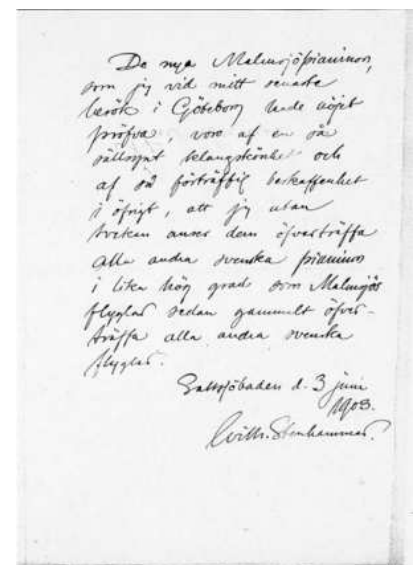 De nya Malmsjöpianinon,
som jag vid mitt senaste
besök i Göteborg hade nöjet
pröfva, voro af en så
sällsynt klangskönhet och
af så förträfflig beskaffenhet
i öfrigt, att jag utan
tvekan anser dem öfverträffa
alla andra svenska pianinon
i lika hög grad som Malmsjös
flyglar sedan gammalt öfver-
träffa alla andra svenska
flyglar.
Saltsjöbaden d. 3 juni
1903.
Wilh. Stenhammar.